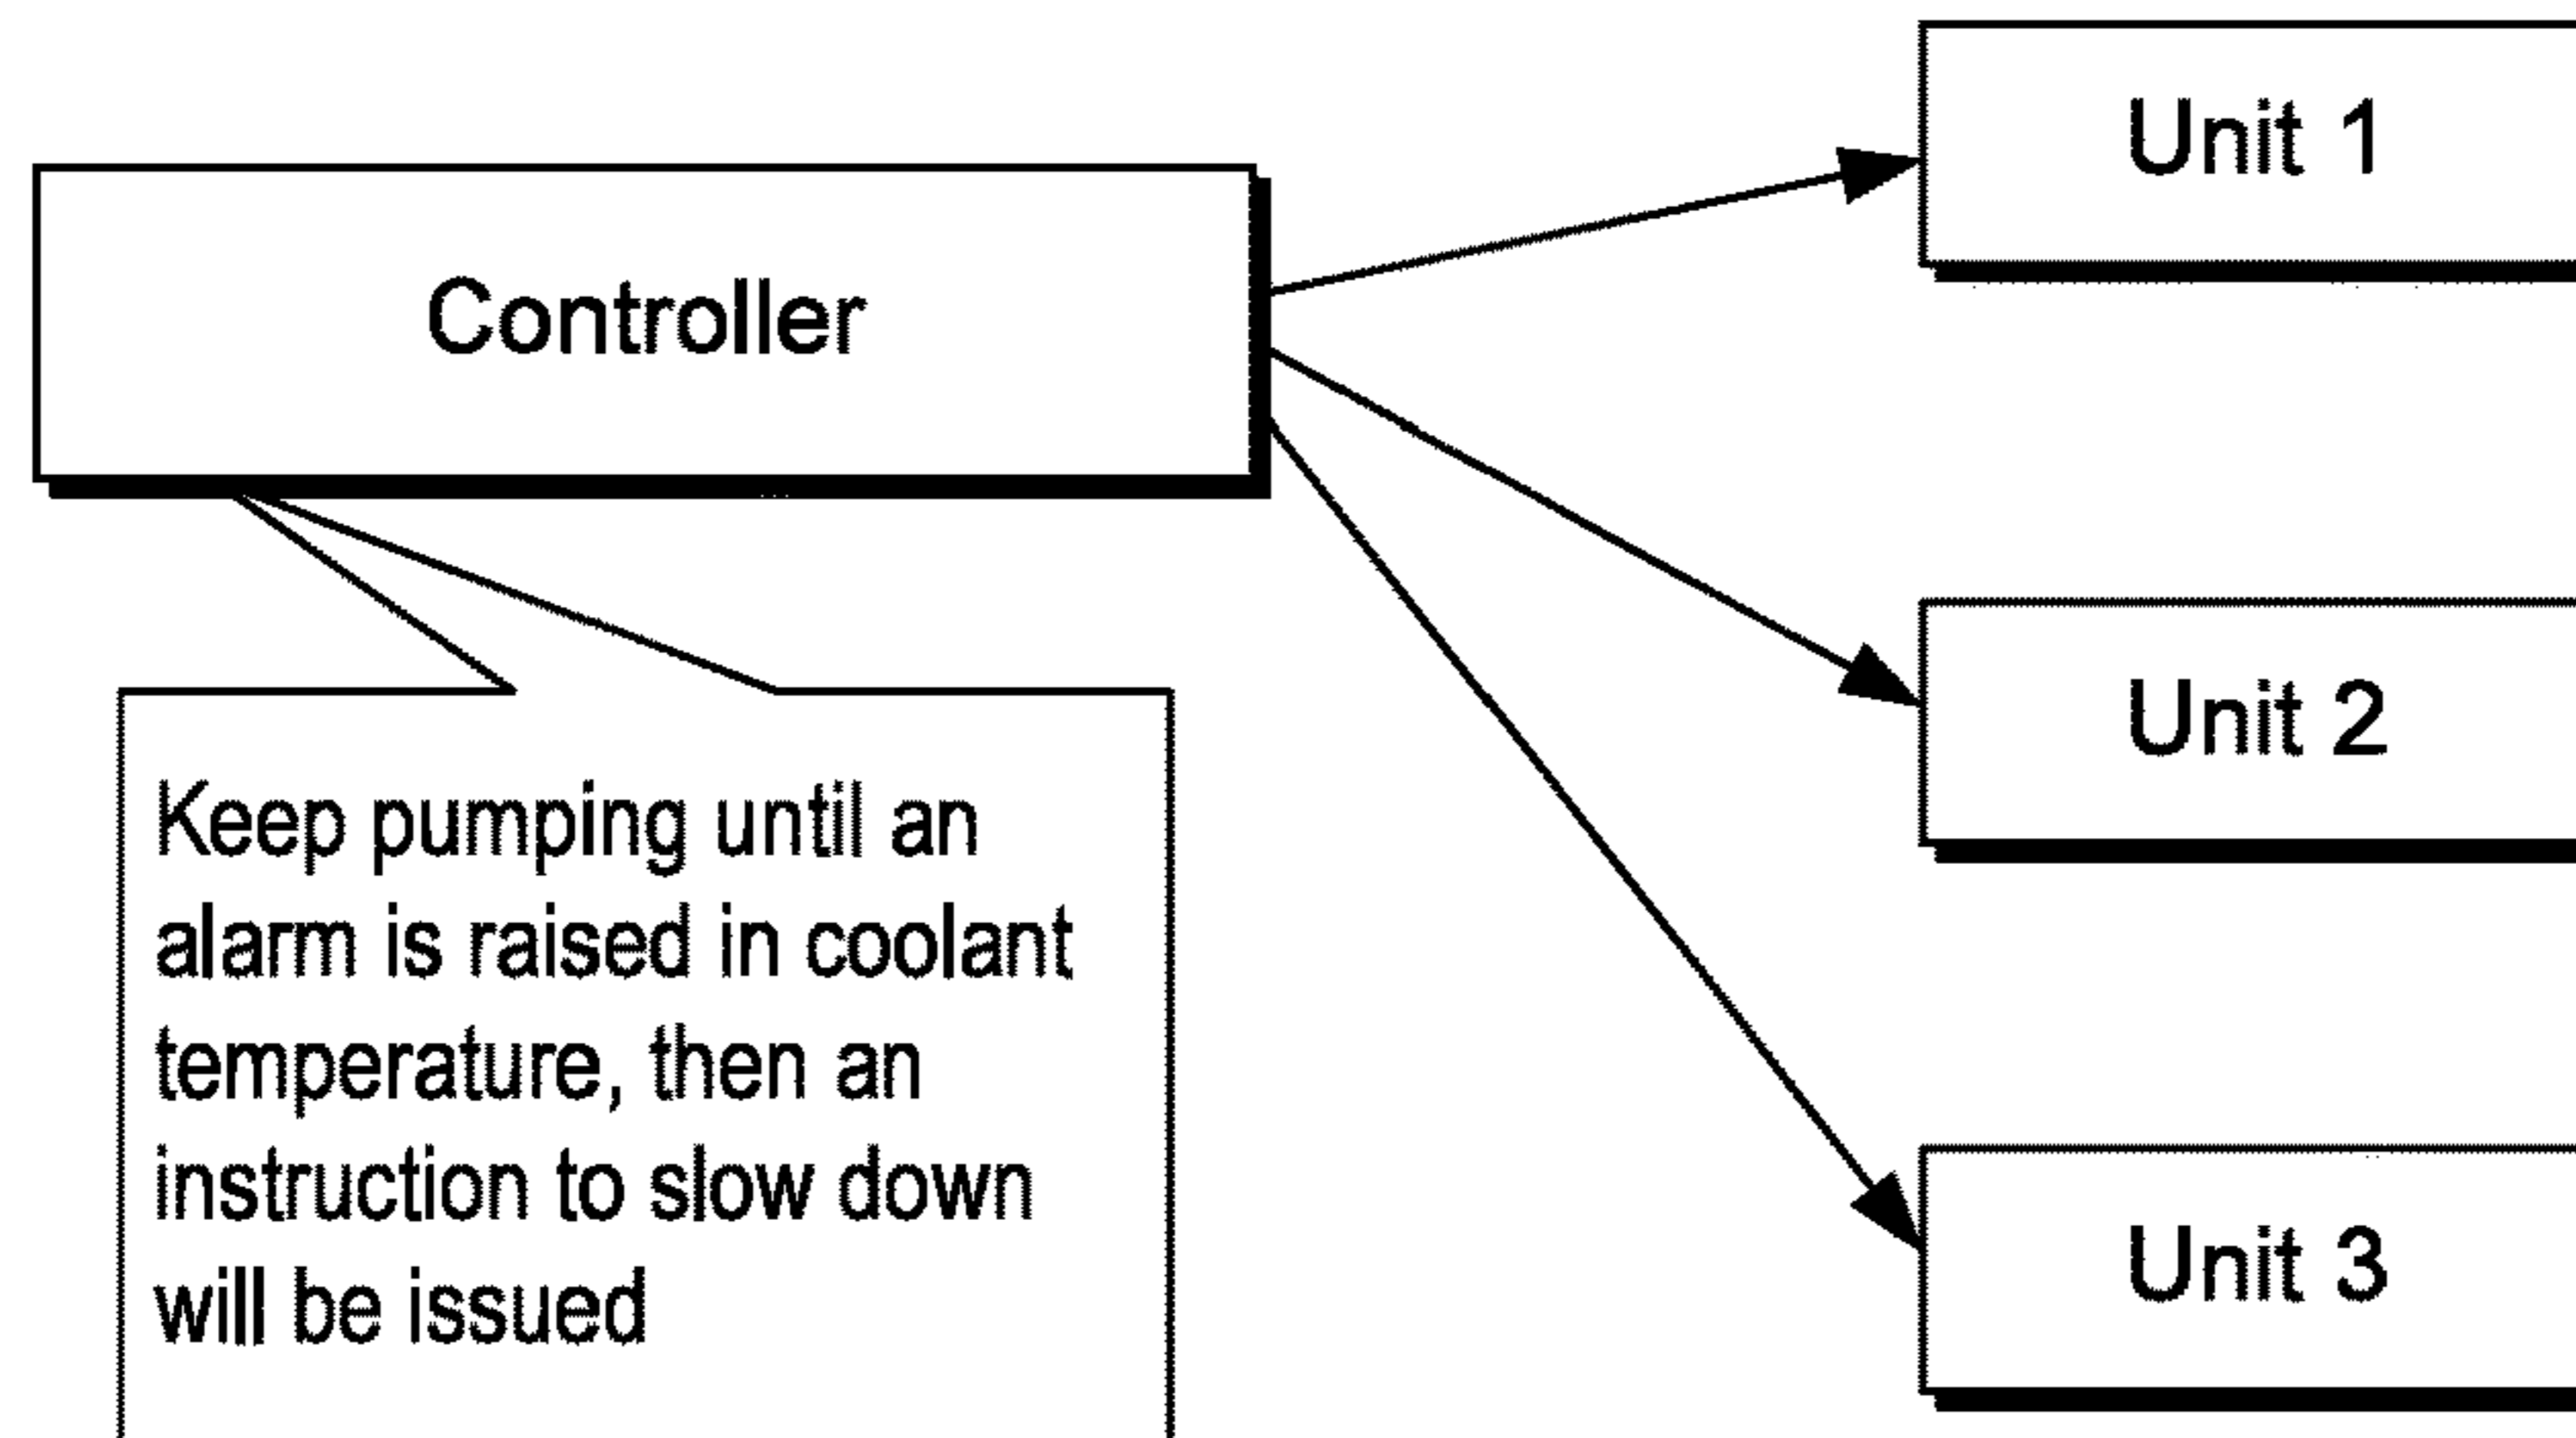 Controller
Unit 1
Unit 2
Unit 3
Keep pumping until an
alarm is raised in coolant
temperature, then an
instruction to slow down
will be issued